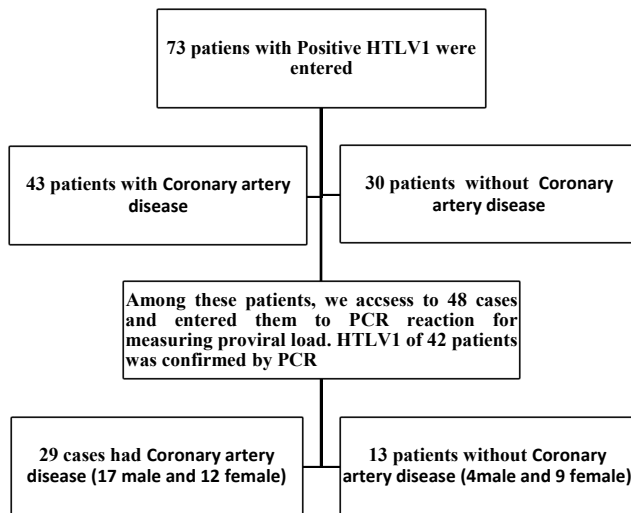 73 patiens with Positive HTLV1 were
entered
43 patients with Coronary artery
disease
30 patients without Coronary
artery disease
Among these patients, we accsess to 48 cases
and entered them to PCR reaction for
measuring proviral load. HTLV1 of 42 patients
was confirmed by PCR
29 cases had Coronary artery
disease (17 male and 12 female)
13 patients without Coronary
artery disease (4male and 9 female)